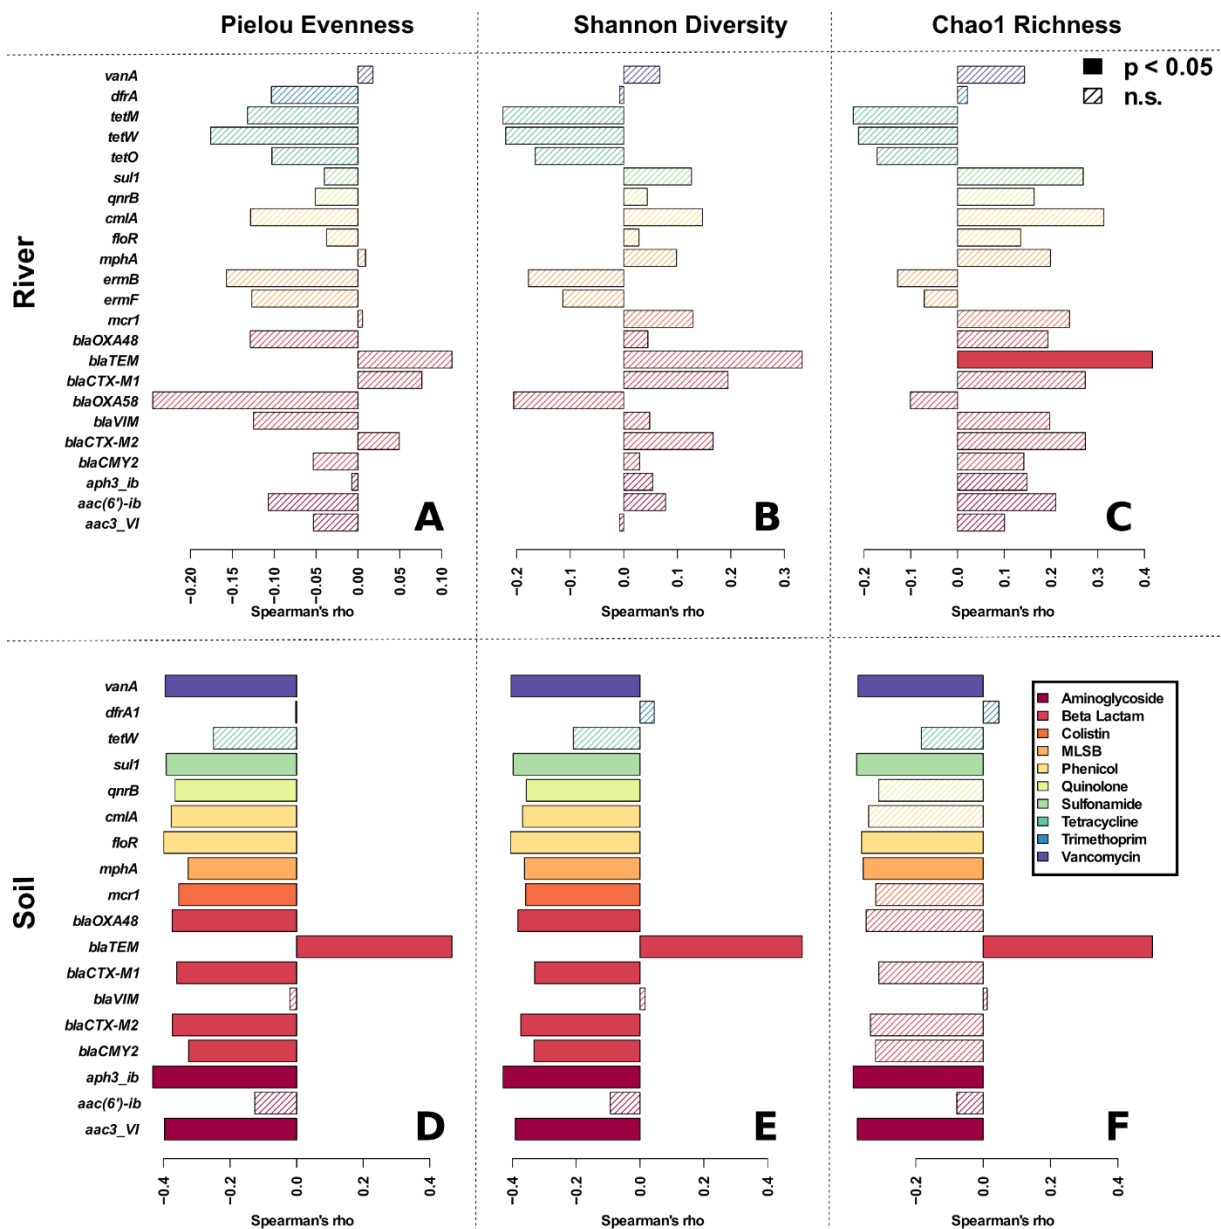 Pielou Evenness
Shannon Diversity
Chao1 Richness
p < 0.05
n.s.
River
vanA
dfrA
tetM
tetW
tetO
sul1
qnrB
cmlA
floR
mphA
ermB
ermF
mcr1
blaOXA48
blaTEM
blaCTX-M1
blaOXA58
blaVIM
blaCTX-M2
blaCMY2
aph3_ib
aac(6')-ib
aac3_VI
A
B
C
−0.20 −0.15 −0.10 −0.05 0.00 0.05 0.10
−0.2 −0.1 0.0 0.1 0.2 0.3
−0.2 −0.1 0.0 0.1 0.2 0.3 0.4
Spearman's rho
Spearman's rho
Spearman's rho
Soil
vanA
dfrA1
tetW
sul1
qnrB
cmlA
floR
mphA
mcr1
blaOXA48
blaTEM
blaCTX-M1
blaVIM
blaCTX-M2
blaCMY2
aph3_ib
aac(6')-ib
aac3_VI
Aminoglycoside
Beta Lactam
Colistin
MLSB
Phenicol
Quinolone
Sulfonamide
Tetracycline
Trimethoprim
Vancomycin
D
E
F
−0.4 −0.2 0.0 0.2 0.4
−0.4 −0.2 0.0 0.2 0.4
−0.2 0.0 0.2 0.4
Spearman's rho
Spearman's rho
Spearman's rho